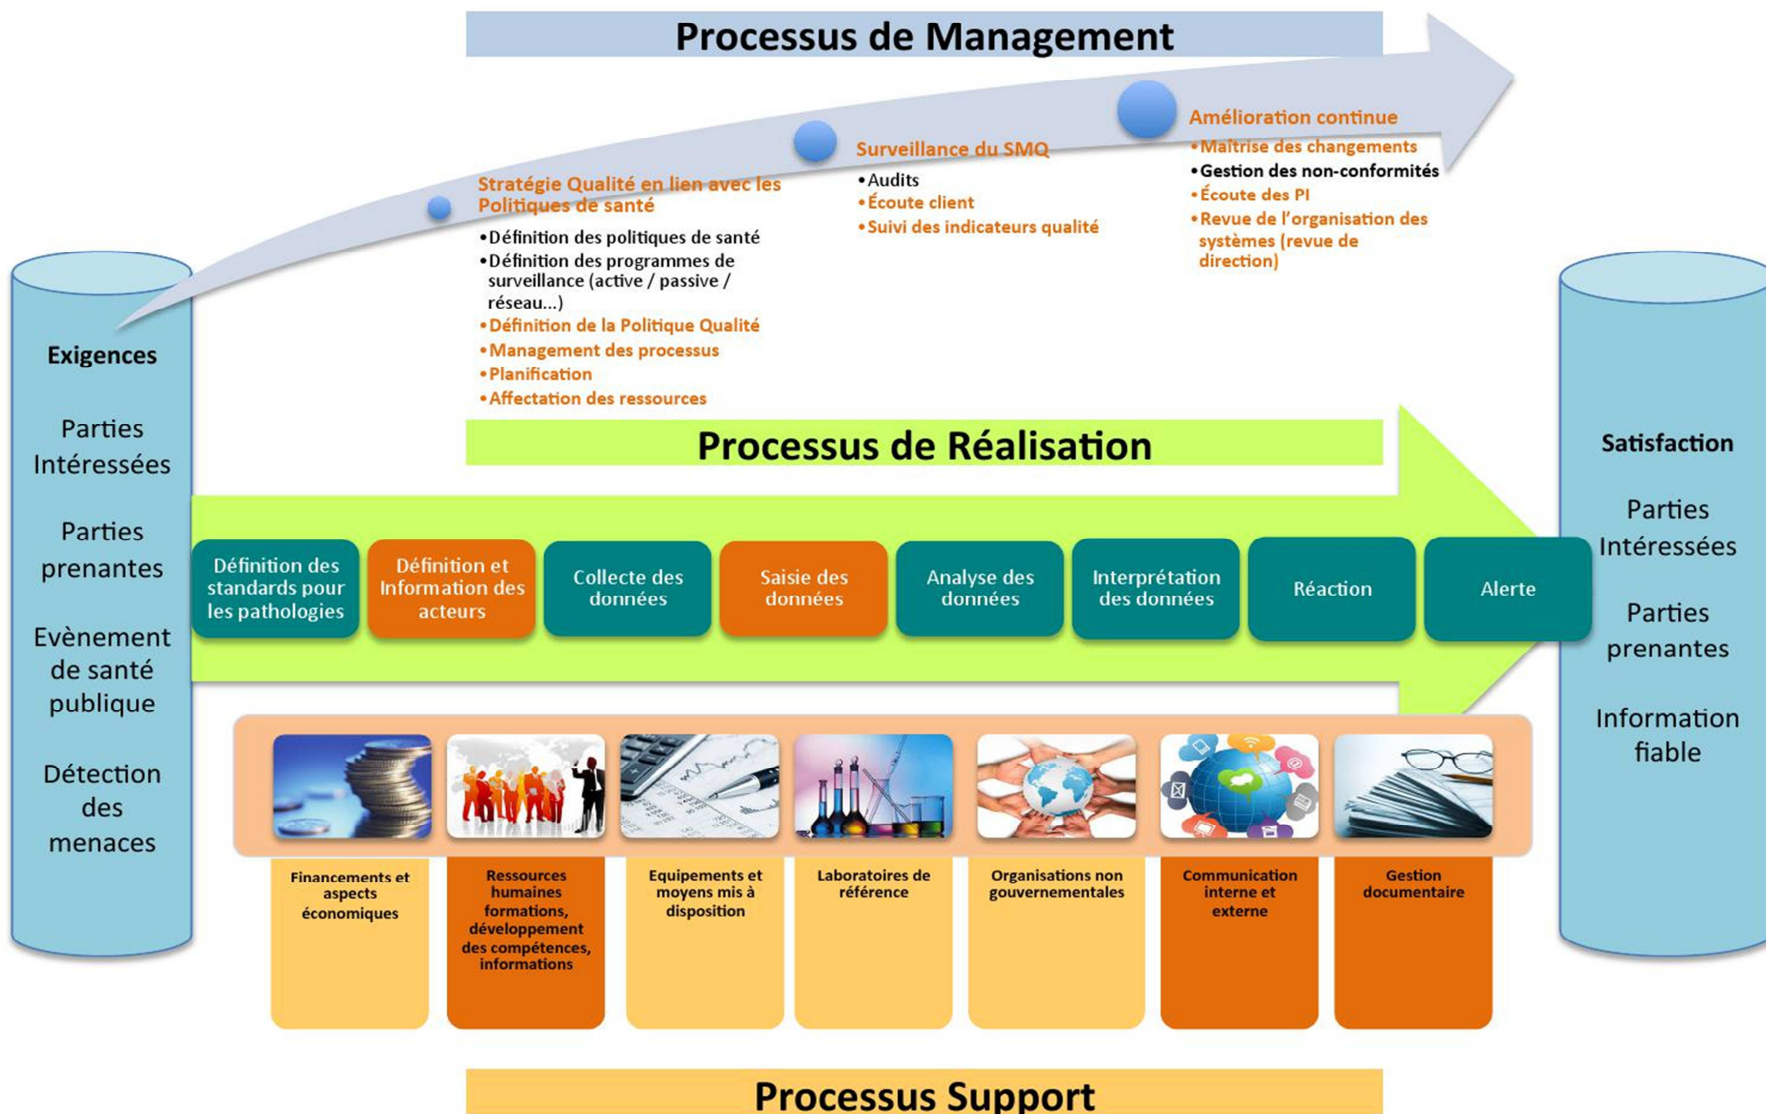 Processus de Management
Stratégie Qualité en lien avec les
Politiques de santé
•Définition des politiques de santé
•Définition des programmes de
surveillance (active / passive /
réseau...)
•Définition de la Politique Qualité
•Management des processus
•Planification
•Affectation des ressources
Surveillance du SMQ
•Audits
•Écoute client
•Suivi des indicateurs qualité
Amélioration continue
•Maîtrise des changements
•Gestion des non-conformités
•Écoute des PI
•Revue de l’organisation des
systèmes (revue de
direction)
Exigences
Parties
Intéressées
Parties
prenantes
Evènement
de santé
publique
Détection
des
menaces
Processus de Réalisation
Définition des
standards pour
les pathologies
Définition et
Information des
acteurs
Collecte des
données
Saisie des
données
Analyse des
données
Interprétation
des données
Réaction
Alerte
Satisfaction
Parties
Intéressées
Parties
prenantes
Information
fiable
Financements et
aspects
économiques
Ressources
humaines
formations,
développement
des compétences,
informations
Equipements et
moyens mis à
disposition
Laboratoires de
référence
Organisations non
gouvernementales
Communication
interne et
externe
Gestion
documentaire
Processus Support